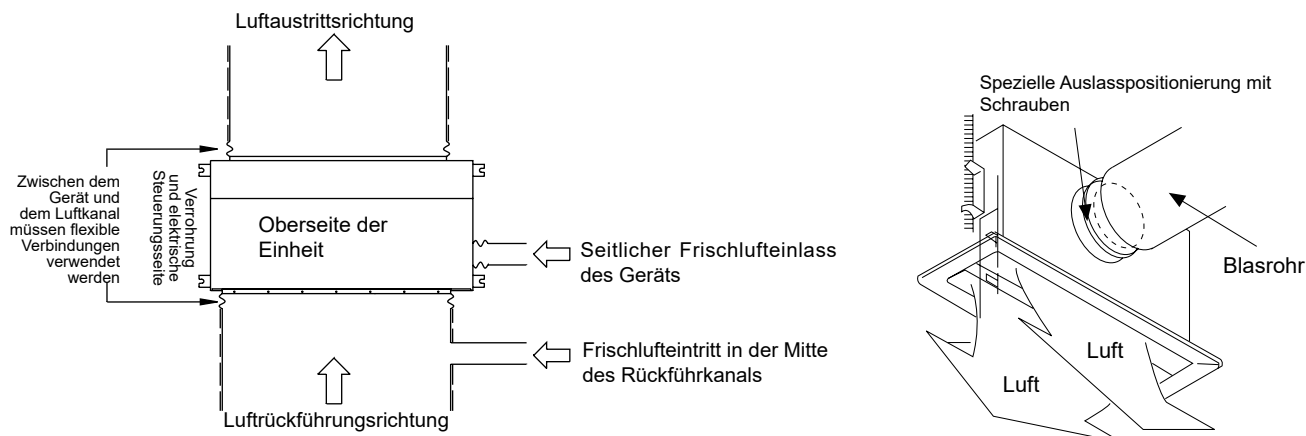 Luftaustrittsrichtung
Zwischen dem
Gerät und
dem Luftkanal
müssen flexible
Verbindungen
verwendet
werden
Verrohrung
und elektrische
Steuerungsseite
Oberseite der
Einheit
Seitlicher Frischlufteinlass
des Geräts
Frischlufteintritt in der Mitte
des Rückführkanals
Luftrückführungsrichtung
Spezielle Auslasspositionierung mit
Schrauben
Blasrohr
Luft
Luft